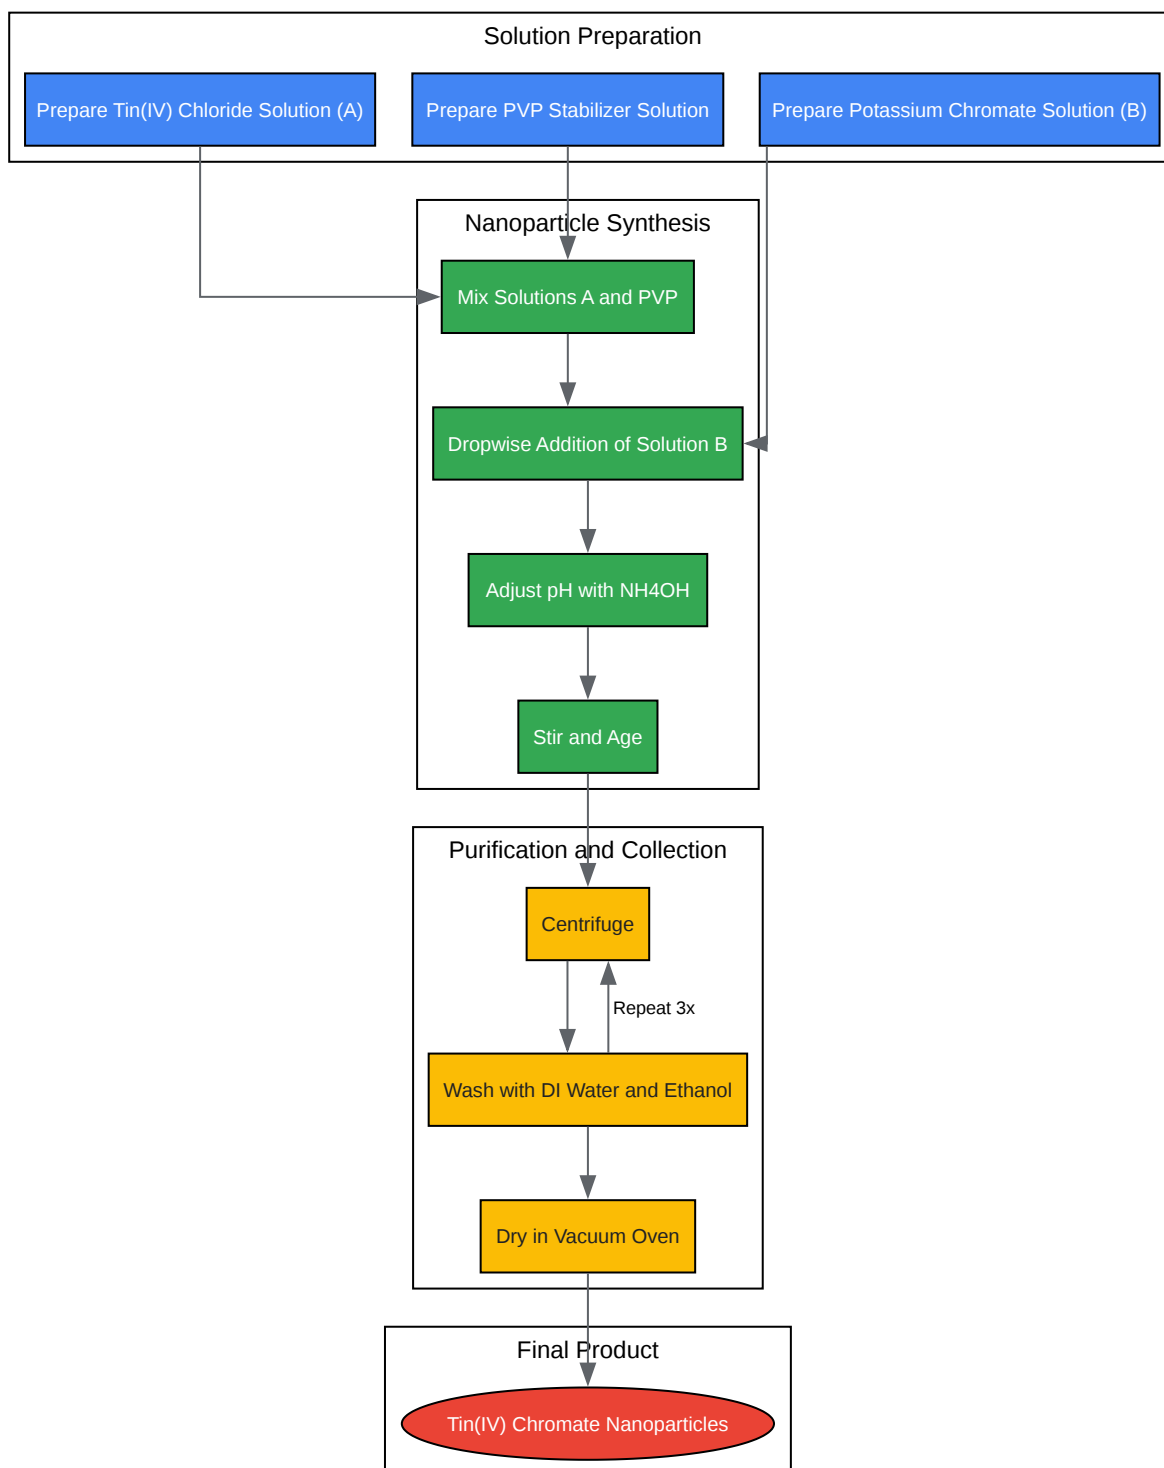 Solution Preparation
Prepare Tin(IV) Chloride Solution (A)
Prepare PVP Stabilizer Solution
Prepare Potassium Chromate Solution (B)
Nanoparticle Synthesis
Mix Solutions A and PVP
Dropwise Addition of Solution B
Adjust pH with NH4OH
Stir and Age
Purification and Collection
Centrifuge
Repeat 3x
Wash with DI Water and Ethanol
Dry in Vacuum Oven
Final Product
Tin(IV) Chromate Nanoparticles